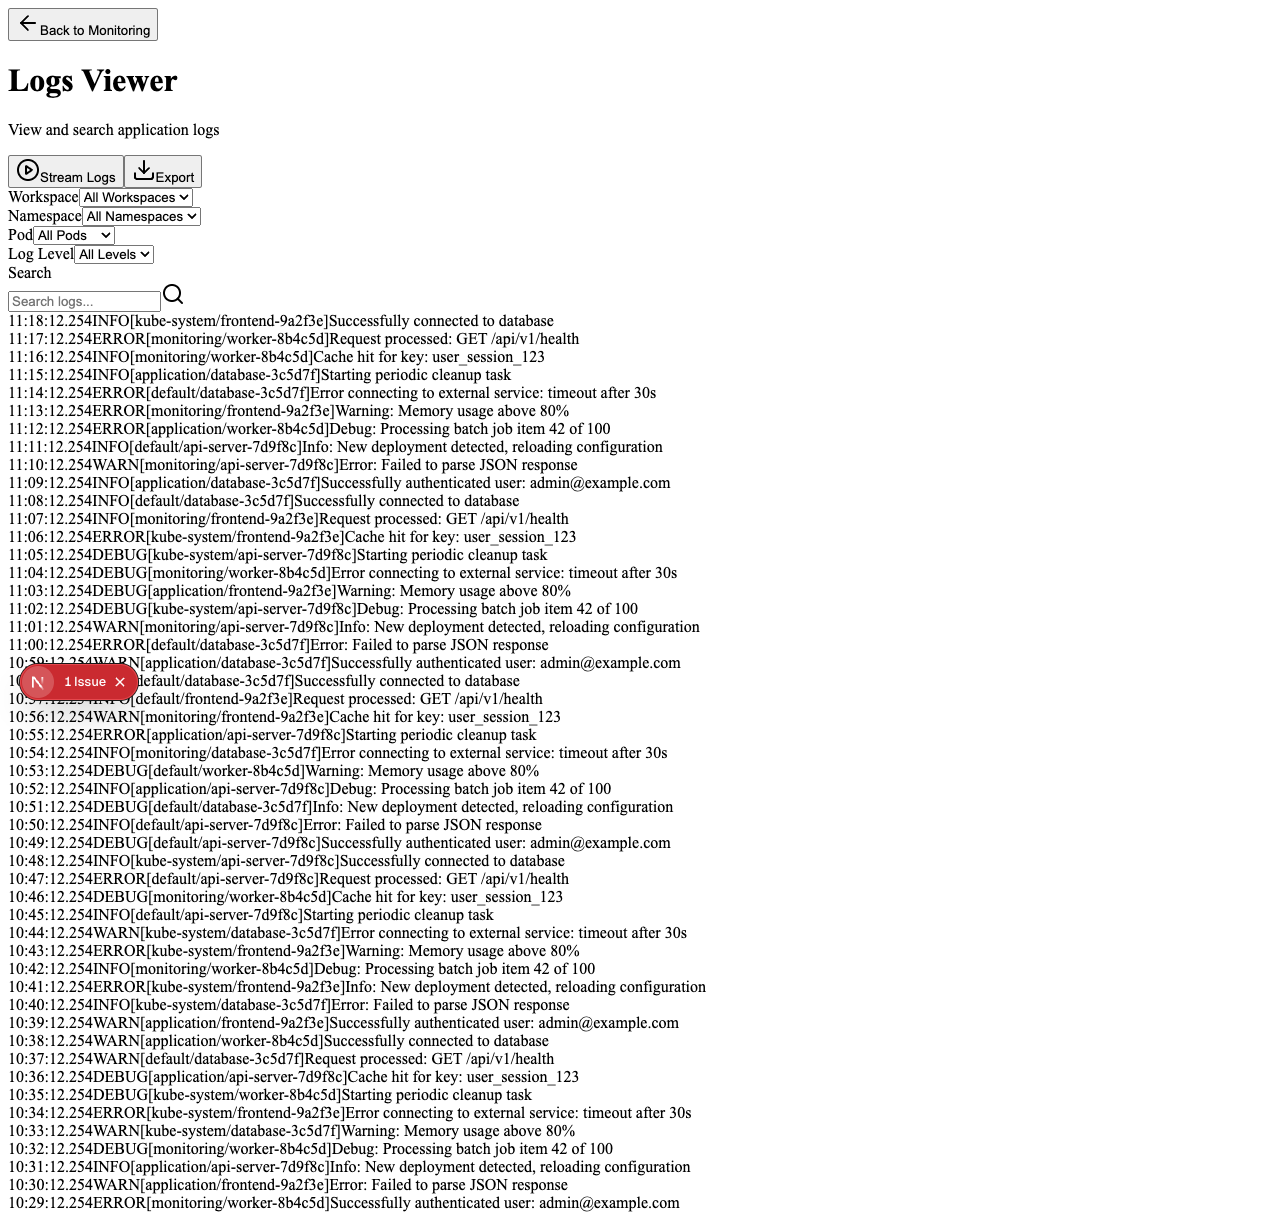 Back to Monitoring
Logs Viewer
View and search application logs
Stream Logs Export
Workspace All Workspaces
Namespace All Namespaces
Pod All Pods
Log Level All Levels
Search
Search logs...
11:18:12.254INFO[kube-system/frontend-9a2f3e]Successfully connected to database
11:17:12.254ERROR[monitoring/worker-8b4c5d]Request processed: GET /api/v1/health
11:16:12.254INFO[monitoring/worker-8b4c5d]Cache hit for key: user_session_123
11:15:12.254INFO[application/database-3c5d7f]Starting periodic cleanup task
11:14:12.254ERROR[default/database-3c5d7f]Error connecting to external service: timeout after 30s
11:13:12.254ERROR[monitoring/frontend-9a2f3e]Warning: Memory usage above 80%
11:12:12.254ERROR[application/worker-8b4c5d]Debug: Processing batch job item 42 of 100
11:11:12.254INFO[default/api-server-7d9f8c]Info: New deployment detected, reloading configuration
11:10:12.254WARN[monitoring/api-server-7d9f8c]Error: Failed to parse JSON response
11:09:12.254INFO[application/database-3c5d7f]Successfully authenticated user: admin@example.com
11:08:12.254INFO[default/database-3c5d7f]Successfully connected to database
11:07:12.254INFO[monitoring/frontend-9a2f3e]Request processed: GET /api/v1/health
11:06:12.254ERROR[kube-system/frontend-9a2f3e]Cache hit for key: user_session_123
11:05:12.254DEBUG[kube-system/api-server-7d9f8c]Starting periodic cleanup task
11:04:12.254DEBUG[monitoring/worker-8b4c5d]Error connecting to external service: timeout after 30s
11:03:12.254DEBUG[application/frontend-9a2f3e]Warning: Memory usage above 80%
11:02:12.254DEBUG[kube-system/api-server-7d9f8c]Debug: Processing batch job item 42 of 100
11:01:12.254WARN[monitoring/api-server-7d9f8c]Info: New deployment detected, reloading configuration
11:00:12.254ERROR[default/database-3c5d7f]Error: Failed to parse JSON response
10:59:12.254WARN[application/database-3c5d7f]Successfully authenticated user: admin@example.com
default/database-3c5d7f]Successfully connected to database
1 Issue
10:57:12.254INFO[default/frontend-9a2f3e]Request processed: GET /api/v1/health
10:56:12.254WARN[monitoring/frontend-9a2f3e]Cache hit for key: user_session_123
10:55:12.254ERROR[application/api-server-7d9f8c]Starting periodic cleanup task
10:54:12.254INFO[monitoring/database-3c5d7f]Error connecting to external service: timeout after 30s
10:53:12.254DEBUG[default/worker-8b4c5d]Warning: Memory usage above 80%
10:52:12.254INFO[application/api-server-7d9f8c]Debug: Processing batch job item 42 of 100
10:51:12.254DEBUG[default/database-3c5d7f]Info: New deployment detected, reloading configuration
10:50:12.254INFO[default/api-server-7d9f8c]Error: Failed to parse JSON response
10:49:12.254DEBUG[default/api-server-7d9f8c]Successfully authenticated user: admin@example.com
10:48:12.254INFO[kube-system/api-server-7d9f8c]Successfully connected to database
10:47:12.254ERROR[default/api-server-7d9f8c]Request processed: GET /api/v1/health
10:46:12.254DEBUG[monitoring/worker-8b4c5d]Cache hit for key: user_session_123
10:45:12.254INFO[default/api-server-7d9f8c]Starting periodic cleanup task
10:44:12.254WARN[kube-system/database-3c5d7f]Error connecting to external service: timeout after 30s
10:43:12.254ERROR[kube-system/frontend-9a2f3e]Warning: Memory usage above 80%
10:42:12.254INFO[monitoring/worker-8b4c5d]Debug: Processing batch job item 42 of 100
10:41:12.254ERROR[kube-system/frontend-9a2f3e]Info: New deployment detected, reloading configuration
10:40:12.254INFO[kube-system/database-3c5d7f]Error: Failed to parse JSON response
10:39:12.254WARN[application/frontend-9a2f3e]Successfully authenticated user: admin@example.com
10:38:12.254WARN[application/worker-8b4c5d]Successfully connected to database
10:37:12.254WARN[default/database-3c5d7f]Request processed: GET /api/v1/health
10:36:12.254DEBUG[application/api-server-7d9f8c]Cache hit for key: user_session_123
10:35:12.254DEBUG[kube-system/worker-8b4c5d]Starting periodic cleanup task
10:34:12.254ERROR[kube-system/frontend-9a2f3e]Error connecting to external service: timeout after 30s
10:33:12.254WARN[kube-system/database-3c5d7f]Warning: Memory usage above 80%
10:32:12.254DEBUG[monitoring/worker-8b4c5d]Debug: Processing batch job item 42 of 100
10:31:12.254INFO[application/api-server-7d9f8c]Info: New deployment detected, reloading configuration
10:30:12.254WARN[application/frontend-9a2f3e]Error: Failed to parse JSON response
10:29:12.254ERROR[monitoring/worker-8b4c5d]Successfully authenticated user: admin@example.com